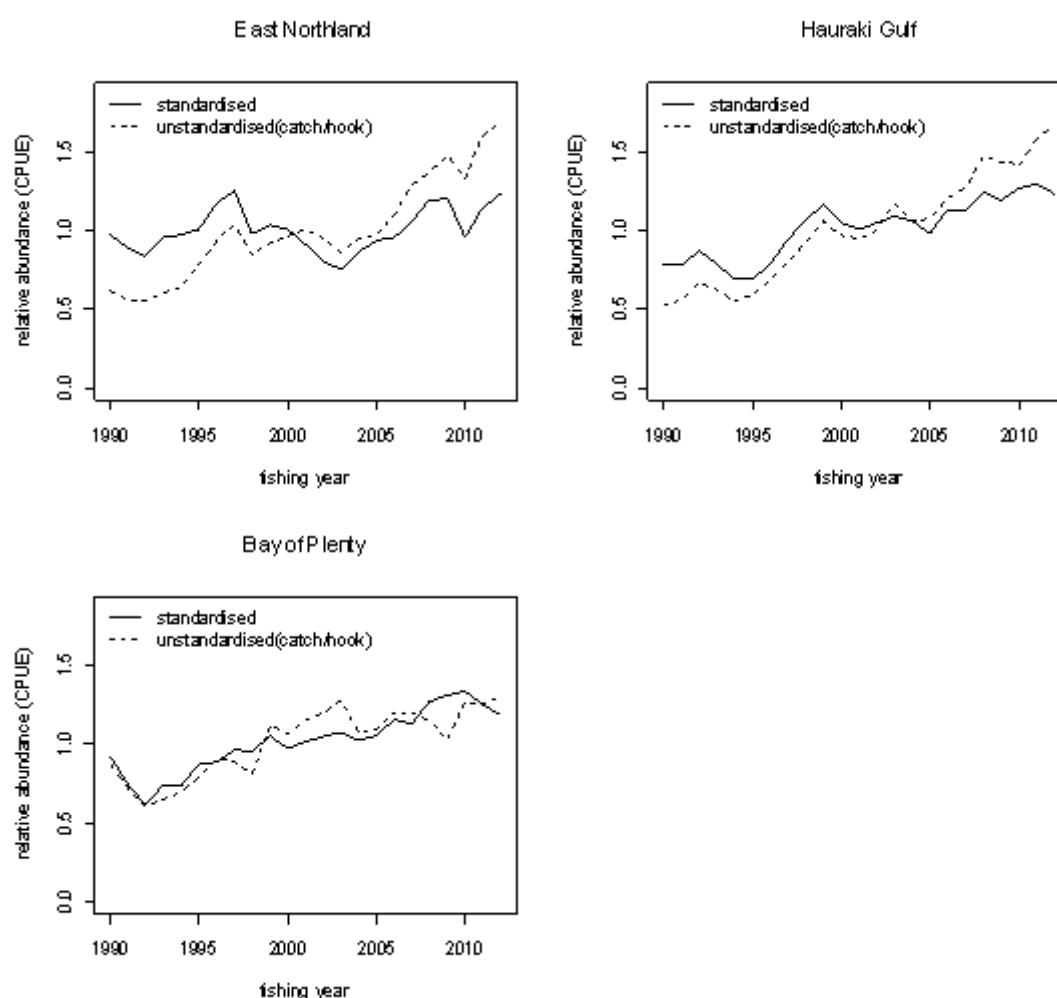 East Northland
standardised
unstandardised(catch/hook)
relative abundance (CPUE)
0.0 0.5 1.0 1.5
1990 1995 2000 2005 2010
fishing year
Hauraki Gulf
standardised
unstandardised(catch/hook)
relative abundance (CPUE)
0.0 0.5 1.0 1.5
1990 1995 2000 2005 2010
fishing year
Bay of Plenty
standardised
unstandardised(catch/hook)
relative abundance (CPUE)
0.0 0.5 1.0 1.5
1990 1995 2000 2005 2010
fishing year